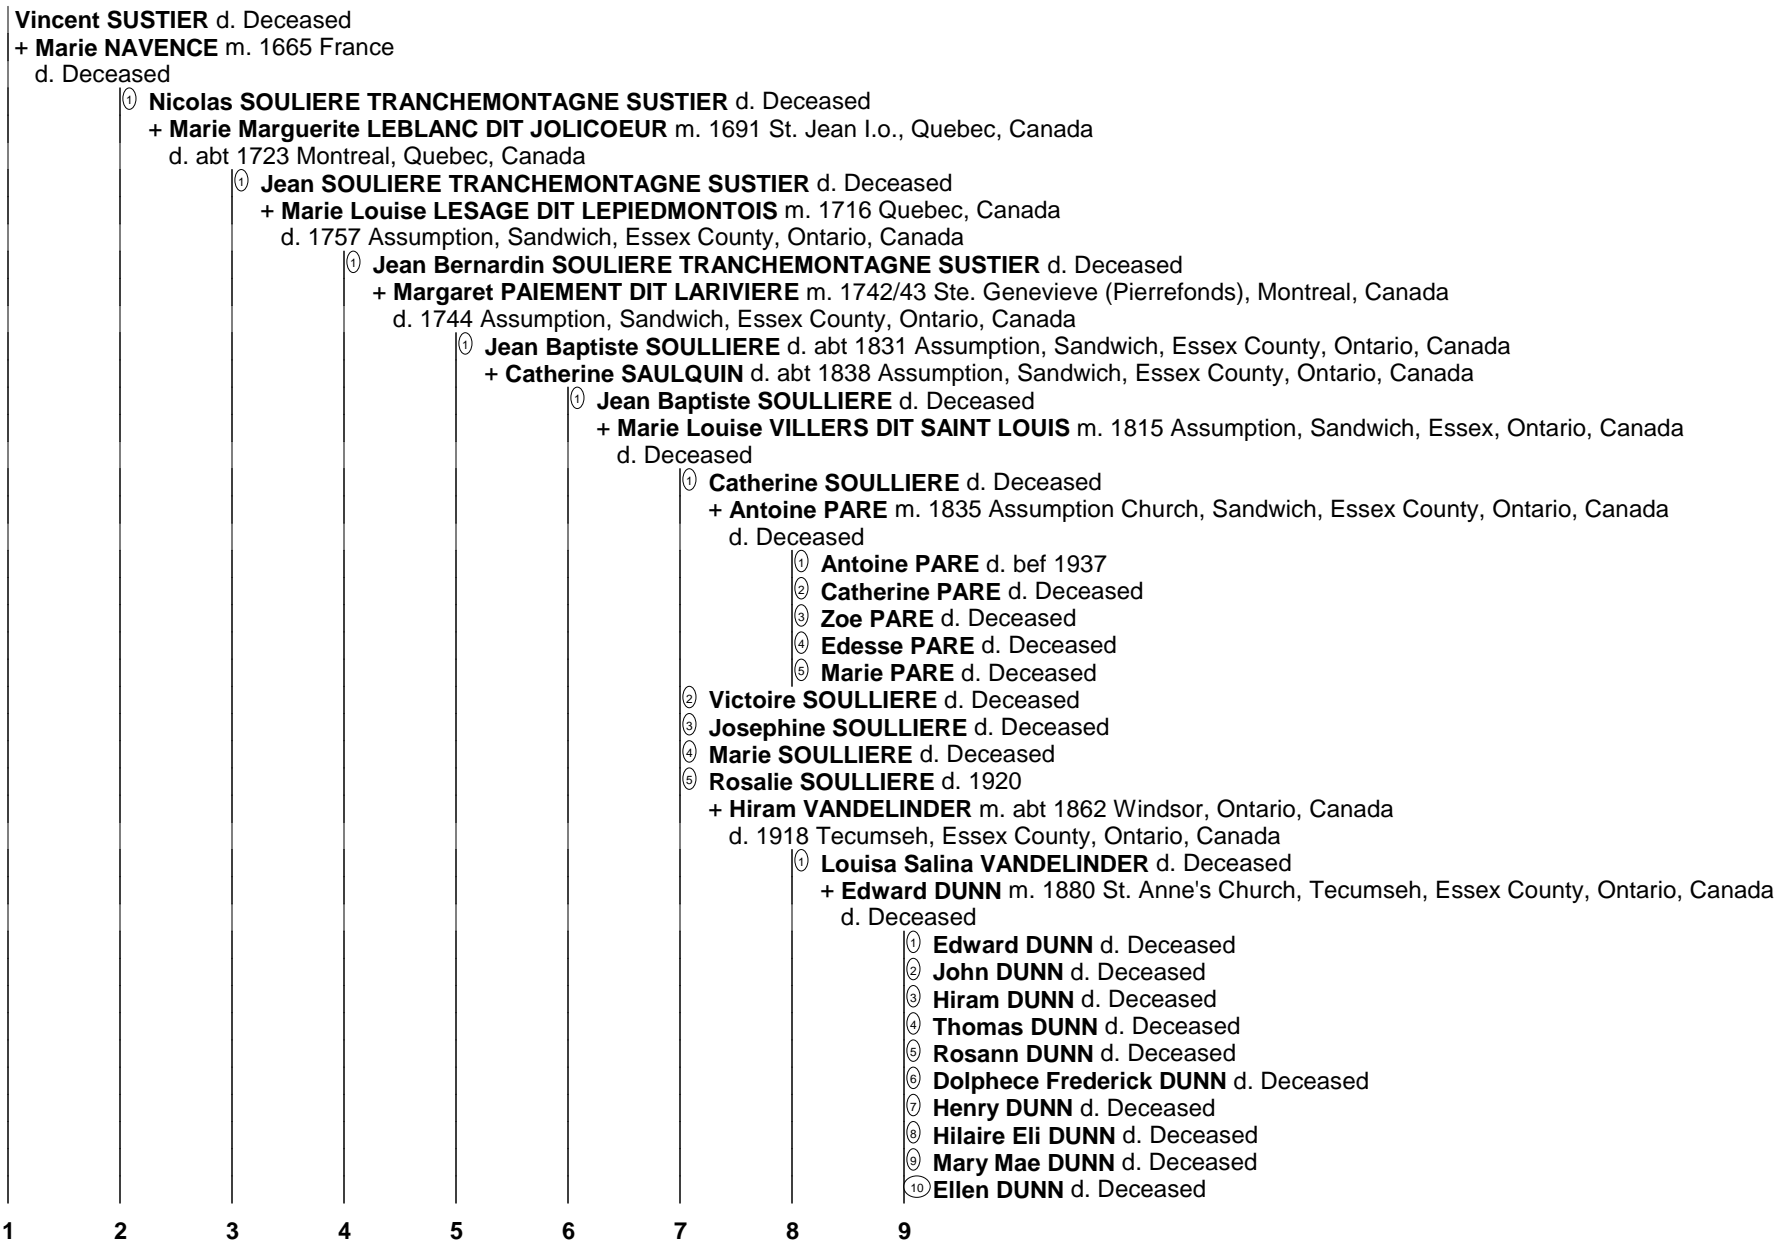 Vincent SUSTIER d. Deceased
+ Marie NAVENCE m. 1665 France
d. Deceased
1 Nicolas SOULIERE TRANCHEMONTAGNE SUSTIER d. Deceased
+ Marie Marguerite LEBLANC DIT JOLICOEUR m. 1691 St. Jean I.o., Quebec, Canada
d. abt 1723 Montreal, Quebec, Canada
1 Jean SOULIERE TRANCHEMONTAGNE SUSTIER d. Deceased
+ Marie Louise LESAGE DIT LEPIEDMONTOIS m. 1716 Quebec, Canada
d. 1757 Assumption, Sandwich, Essex County, Ontario, Canada
1 Jean Bernardin SOULIERE TRANCHEMONTAGNE SUSTIER d. Deceased
+ Margaret PAIEMENT DIT LARIVIERE m. 1742/43 Ste. Genevieve (Pierrefonds), Montreal, Canada
d. 1744 Assumption, Sandwich, Essex County, Ontario, Canada
1 Jean Baptiste SOULLIERE d. abt 1831 Assumption, Sandwich, Essex County, Ontario, Canada
+ Catherine SAULQUIN d. abt 1838 Assumption, Sandwich, Essex County, Ontario, Canada
1 Jean Baptiste SOULLIERE d. Deceased
+ Marie Louise VILLERS DIT SAINT LOUIS m. 1815 Assumption, Sandwich, Essex, Ontario, Canada
d. Deceased
1 Catherine SOULLIERE d. Deceased
+ Antoine PARE m. 1835 Assumption Church, Sandwich, Essex County, Ontario, Canada
d. Deceased
1 Antoine PARE d. bef 1937
2 Catherine PARE d. Deceased
3 Zoe PARE d. Deceased
4 Edesse PARE d. Deceased
5 Marie PARE d. Deceased
2 Victoire SOULLIERE d. Deceased
3 Josephine SOULLIERE d. Deceased
4 Marie SOULLIERE d. Deceased
5 Rosalie SOULLIERE d. 1920
+ Hiram VANDELINDER m. abt 1862 Windsor, Ontario, Canada
d. 1918 Tecumseh, Essex County, Ontario, Canada
1 Louisa Salina VANDELINDER d. Deceased
+ Edward DUNN m. 1880 St. Anne's Church, Tecumseh, Essex County, Ontario, Canada
d. Deceased
1 Edward DUNN d. Deceased
2 John DUNN d. Deceased
3 Hiram DUNN d. Deceased
4 Thomas DUNN d. Deceased
5 Rosann DUNN d. Deceased
6 Dolphece Frederick DUNN d. Deceased
7 Henry DUNN d. Deceased
8 Hilaire Eli DUNN d. Deceased
9 Mary Mae DUNN d. Deceased
10 Ellen DUNN d. Deceased
1 2 3 4 5 6 7 8 9